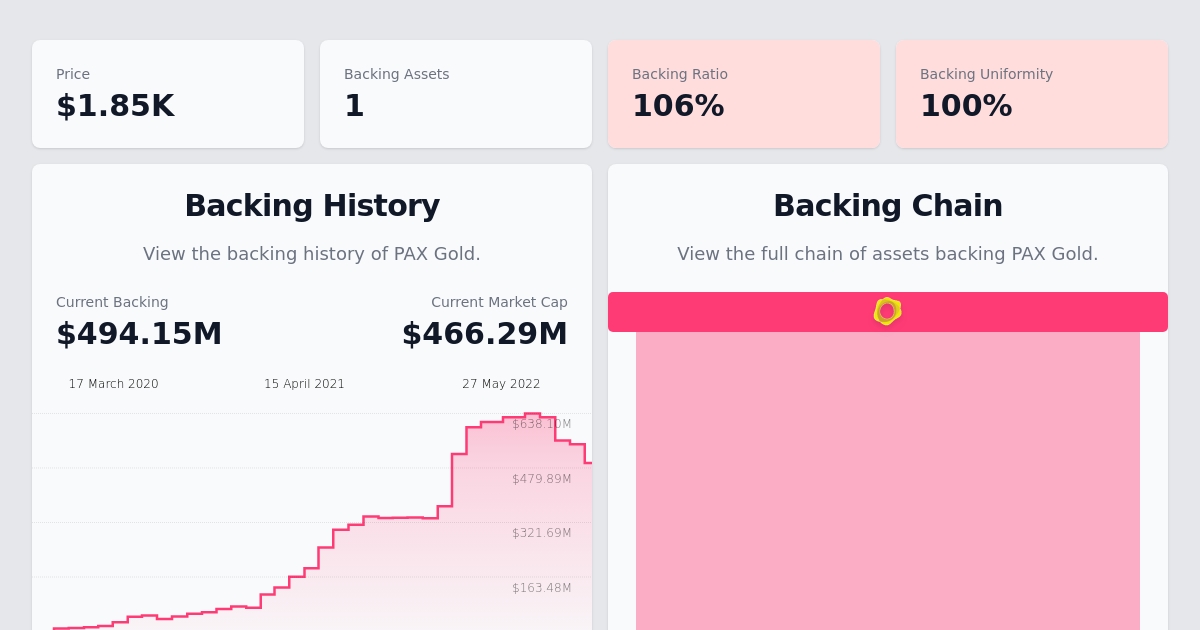 Price
$1.85K
Backing Assets
1
Backing Ratio
106%
Backing Uniformity
100%
Backing History
View the backing history of PAX Gold.
Current Backing
$494.15M
Current Market Cap
$466.29M
17 March 2020
15 April 2021
27 May 2022
$638.10M
$479.89M
$321.69M
$163.48M
Backing Chain
View the full chain of assets backing PAX Gold.